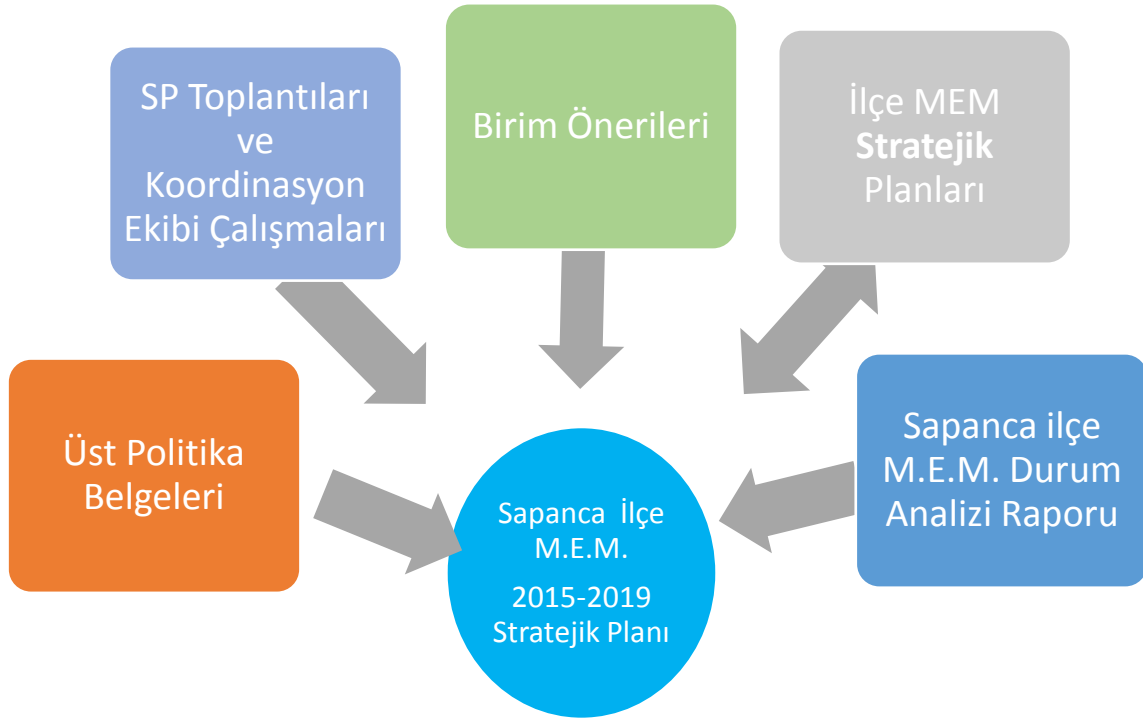 SP Toplantıları
ve
Koordinasyon
Ekibi Çalışmaları
Birim Önerileri
İlçe MEM
Stratejik
Planları
Üst Politika
Belgeleri
Sapanca ilçe
M.E.M. Durum
Analizi Raporu
Sapanca İlçe
M.E.M.
2015-2019
Stratejik Planı